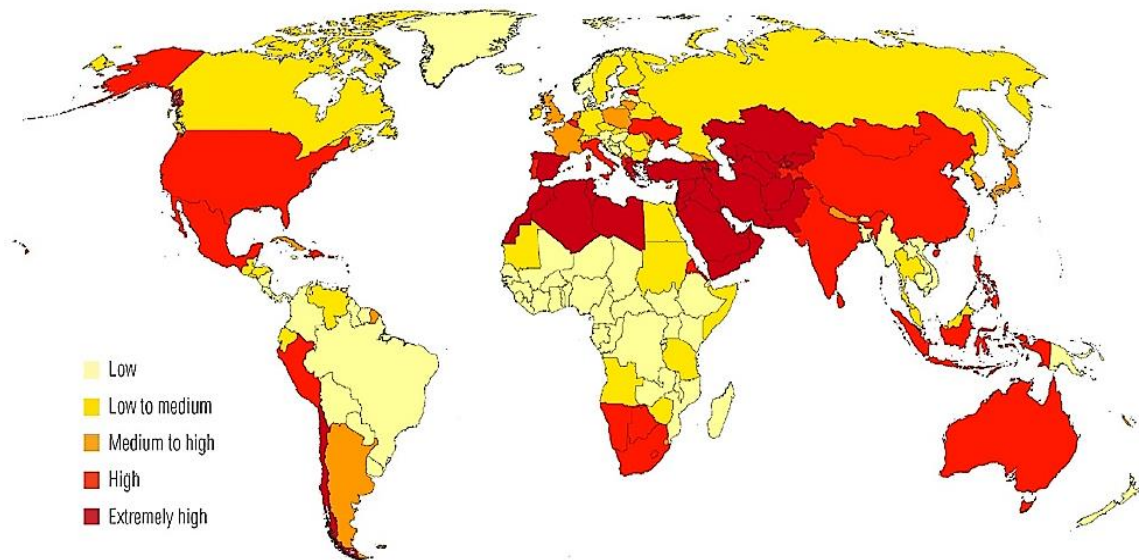 Low
Low to medium
Medium to high
High
Extremely high